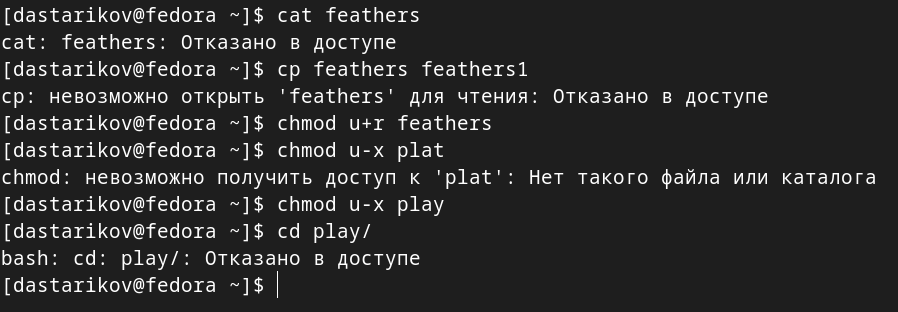 [dastarikov@fedora ~]$ cat feathers
cat: feathers: Отказано в доступе
[dastarikov@fedora ~]$ cp feathers feathers1
cp: невозможно открыть 'feathers' для чтения: Отказано в доступе
[dastarikov@fedora ~]$ chmod u+r feathers
[dastarikov@fedora ~]$ chmod u-x plat
chmod: невозможно получить доступ к 'plat': Нет такого файла или каталога
[dastarikov@fedora ~]$ chmod u-x play
[dastarikov@fedora ~]$ cd play/
bash: cd: play/: Отказано в доступе
[dastarikov@fedora ~]$